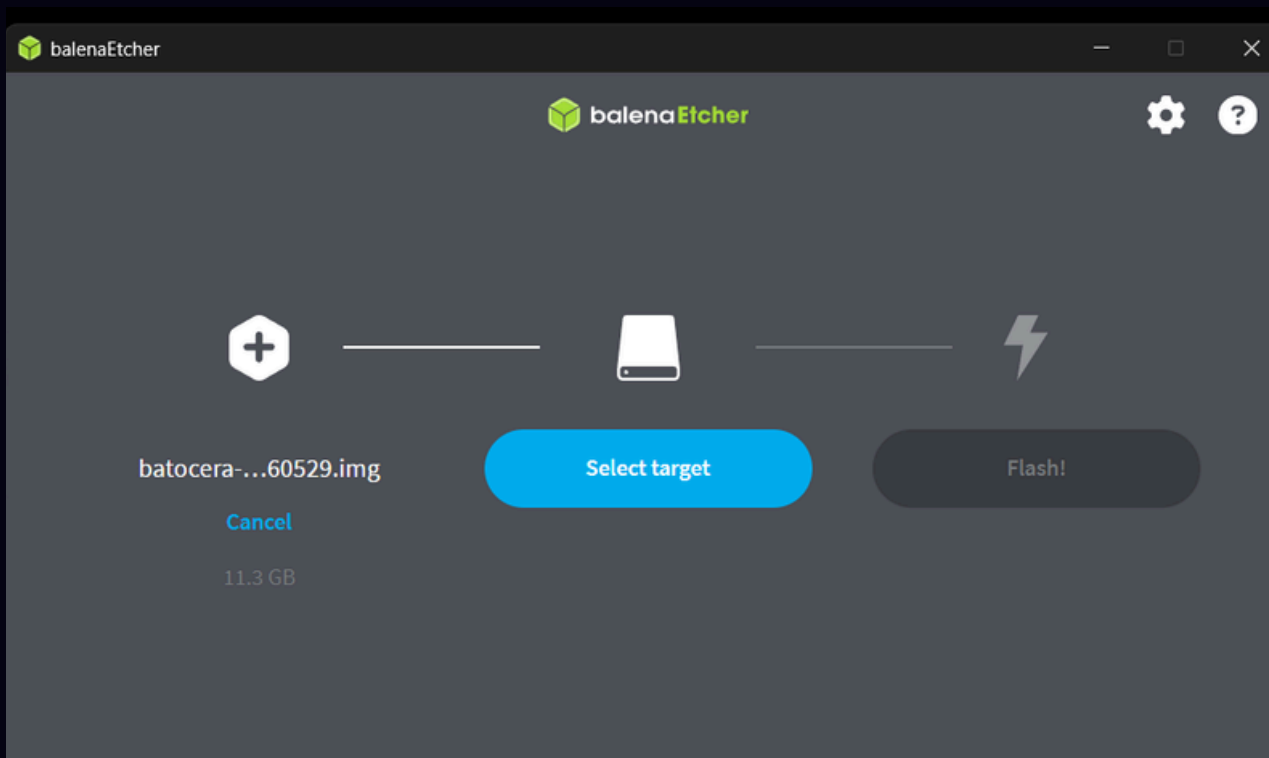 balenaEtcher
balenaEtcher
?
batocera-...60529.img
Select target
Flash!
Cancel
11.3 GB